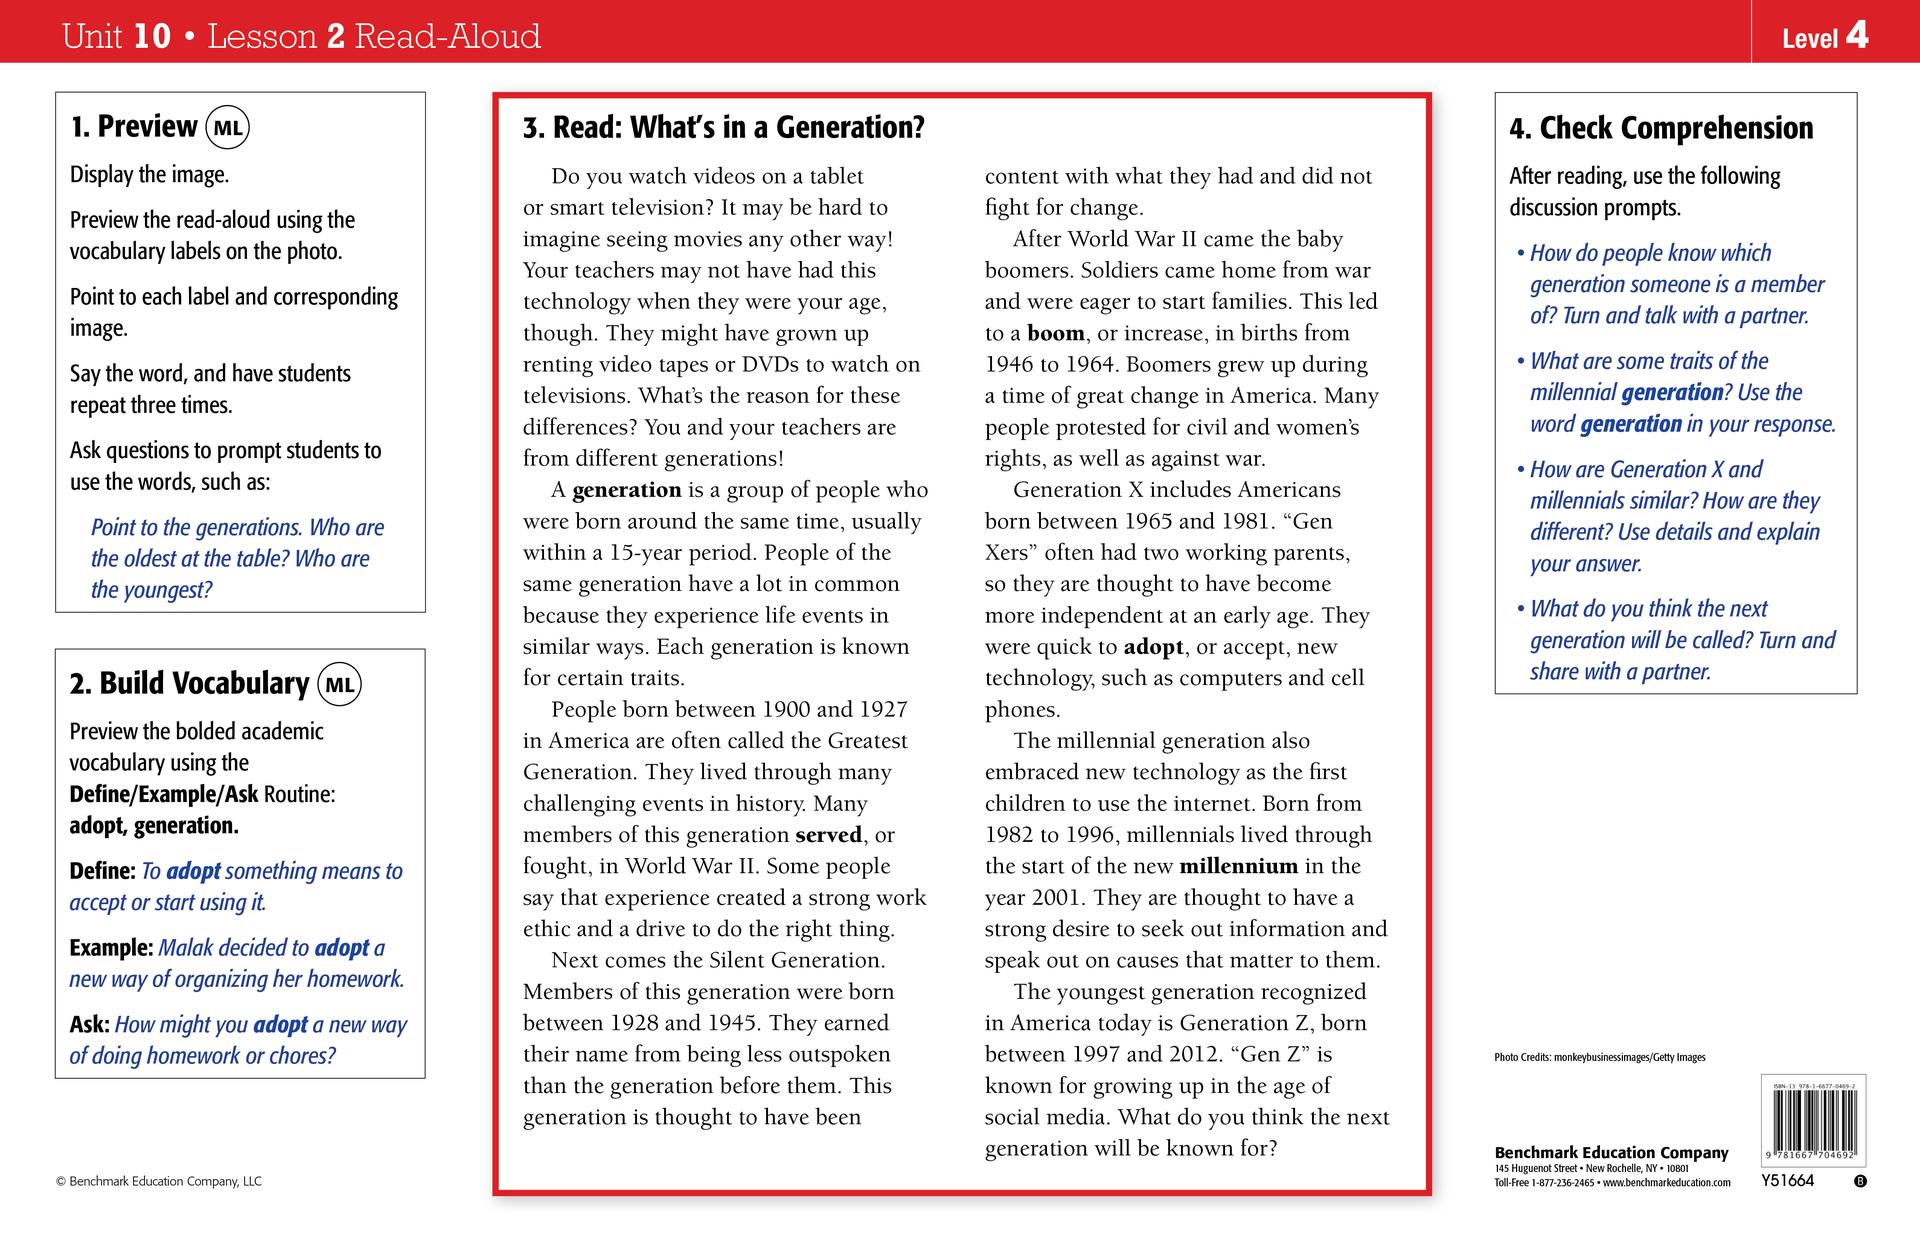 Unit 10 • Lesson 2 Read-Aloud
Level 4
1. Preview ML
Display the image.
Preview the read-aloud using the
vocabulary labels on the photo.
Point to each label and corresponding
image.
Say the word, and have students
repeat three times.
Ask questions to prompt students to
use the words, such as:
Point to the generations. Who are
the oldest at the table? Who are
the youngest?
2. Build Vocabulary ML
Preview the bolded academic
vocabulary using the
Define/Example/Ask Routine:
adopt, generation.
Define: To adopt something means to
accept or start using it.
Example: Malak decided to adopt a
new way of organizing her homework.
Ask: How might you adopt a new way
of doing homework or chores?
© Benchmark Education Company, LLC
3. Read: What's in a Generation?
Do you watch videos on a tablet
or smart television? It may be hard to
imagine seeing movies any other way!
Your teachers may not have had this
technology when they were your age,
though. They might have grown up
renting video tapes or DVDs to watch on
televisions. What's the reason for these
differences? You and your teachers are
from different generations!
A generation is a group of people who
were born around the same time, usually
within a 15-year period. People of the
same generation have a lot in common
because they experience life events in
similar ways. Each generation is known
for certain traits.
People born between 1900 and 1927
in America are often called the Greatest
Generation. They lived through many
challenging events in history. Many
members of this generation served, or
fought, in World War II. Some people
say that experience created a strong work
ethic and a drive to do the right thing.
Next comes the Silent Generation.
Members of this generation were born
between 1928 and 1945. They earned
their name from being less outspoken
than the generation before them. This
generation is thought to have been
content with what they had and did not
fight for change.
After World War II came the baby
boomers. Soldiers came home from war
and were eager to start families. This led
to a boom, or increase, in births from
1946 to 1964. Boomers grew up during
a time of great change in America. Many
people protested for civil and women's
rights, as well as against war.
Generation X includes Americans
born between 1965 and 1981. “Gen
Xers” often had two working parents,
so they are thought to have become
more independent at an early age. They
were quick to adopt, or accept, new
technology, such as computers and cell
phones.
The millennial generation also
embraced new technology as the first
children to use the internet. Born from
1982 to 1996, millennials lived through
the start of the new millennium in the
year 2001. They are thought to have a
strong desire to seek out information and
speak out on causes that matter to them.
The youngest generation recognized
in America today is Generation Z, born
between 1997 and 2012. “Gen Z” is
known for growing up in the age of
social media. What do you think the next
generation will be known for?
4. Check Comprehension
After reading, use the following
discussion prompts.
• How do people know which
generation someone is a member
of? Turn and talk with a partner.
• What are some traits of the
millennial generation? Use the
word generation in your response.
• How are Generation X and
millennials similar? How are they
different? Use details and explain
your answer.
• What do you think the next
generation will be called? Turn and
share with a partner.
Photo Credits: monkeybusinessimages/Getty Images
Benchmark Education Company
145 Huguenot Street • New Rochelle, NY • 10801
Toll-Free 1-877-236-2465 • www.benchmarkeducation.com
ISBN-13: 978-1-6677-0469-2
9 781667 704692
Y51664
B